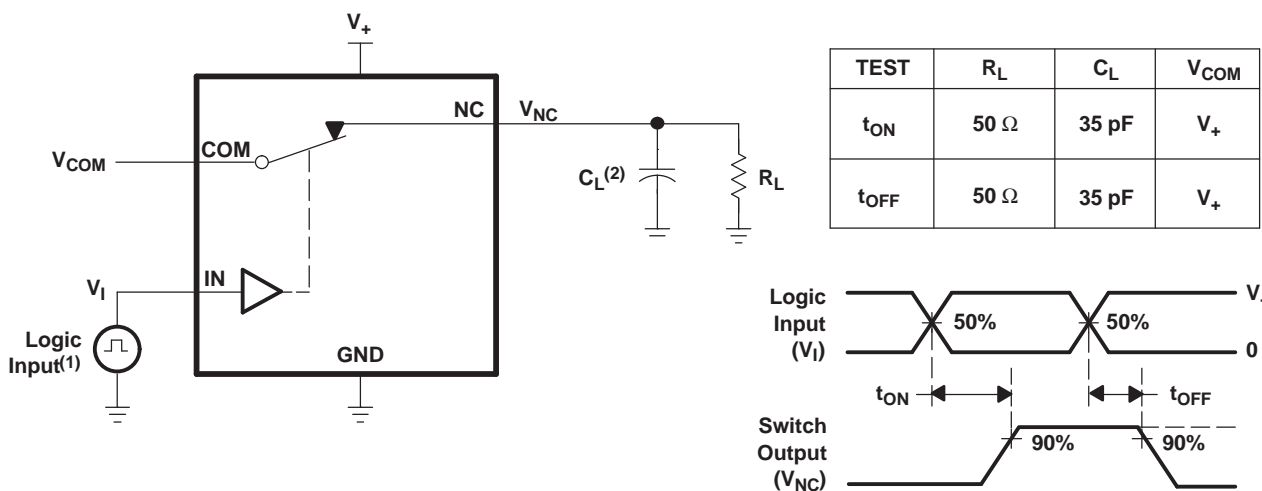 V+
NC
VNC
COM
VCOM
CL(2)
RL
VI
IN
Logic
Input(1)
GND
TEST RL CL VCOM
tON 50 Ω 35 pF V+
tOFF 50 Ω 35 pF V+
Logic
Input
(VI)
50%
50%
0
tON
tOFF
Switch
Output
(VNC)
90%
90%